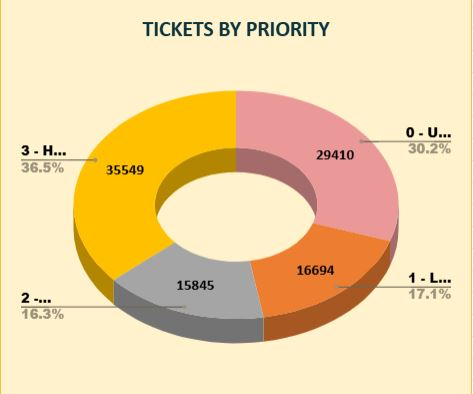 TICKETS BY PRIORITY
3 - H...
36.5%
35549
0 - U...
30.2%
29410
2 -...
16.3%
15845
1 - L...
17.1%
16694